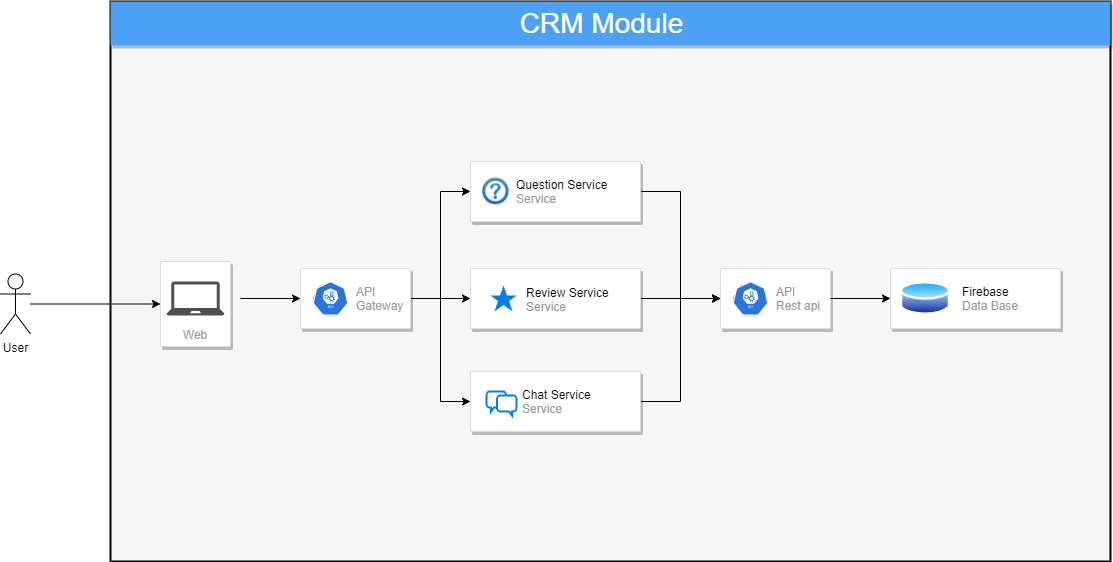 CRM Module
User
Web
API
Gateway
Question Service
Service
Review Service
Service
Chat Service
Service
API
Rest api
Firebase
Data Base